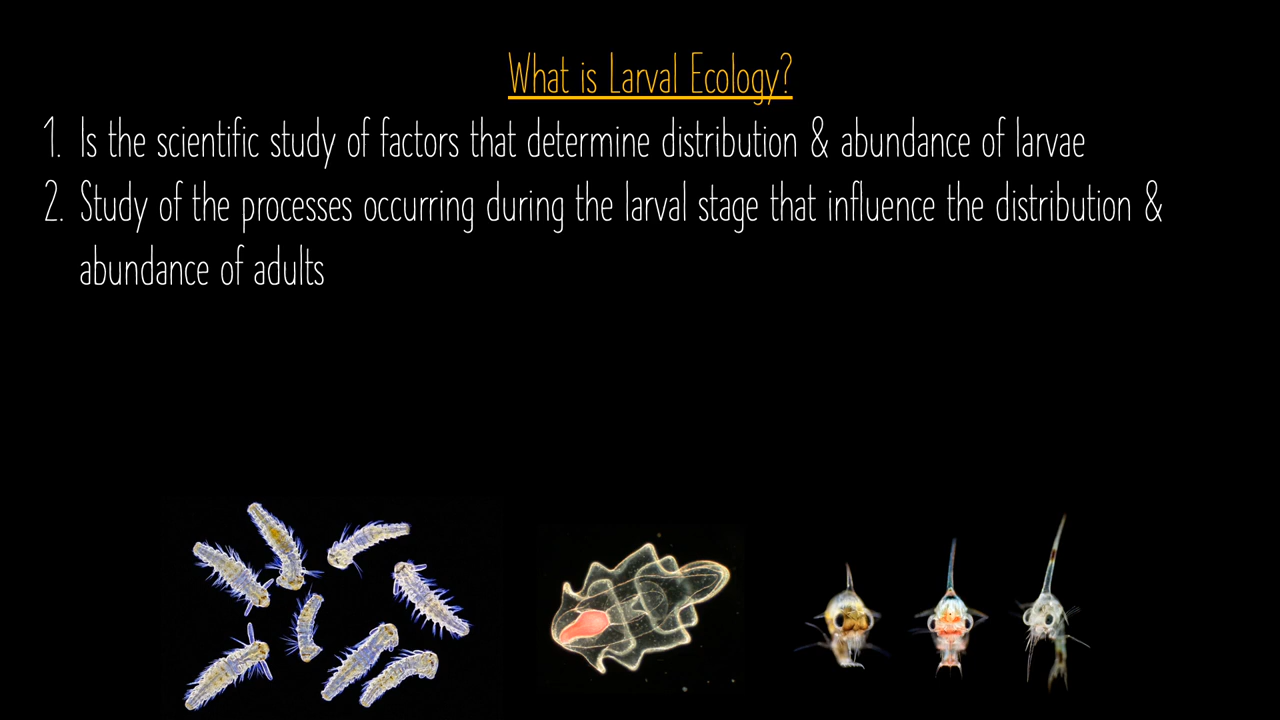 What is Larval Ecology?
1. Is the scientific study of factors that determine distribution & abundance of larvae
2. Study of the processes occurring during the larval stage that influence the distribution &
abundance of adults